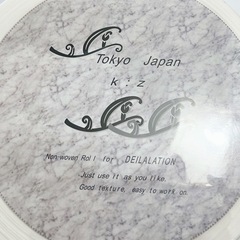 Tokyo Japan
k : z
Non-woven Roll for DEILALATION
Just use it as you like.
Good texture, easy to work on.